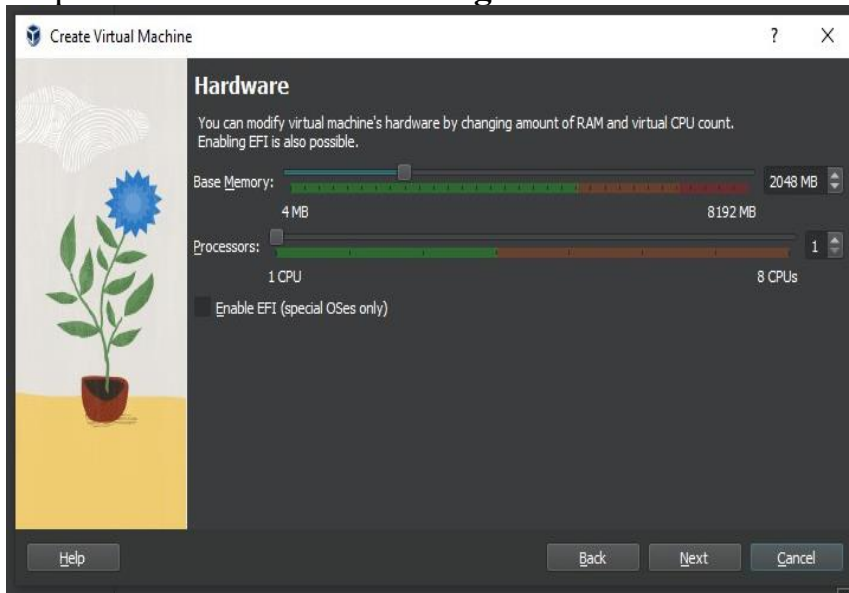 Create Virtual Machine
Hardware
You can modify virtual machine's hardware by changing amount of RAM and virtual CPU count.
Enabling EFI is also possible.
Base Memory: 2048 MB
4 MB 8192 MB
Processors: 1
1 CPU 8 CPUs
Enable EFI (special OSes only)
Help Back Next Cancel